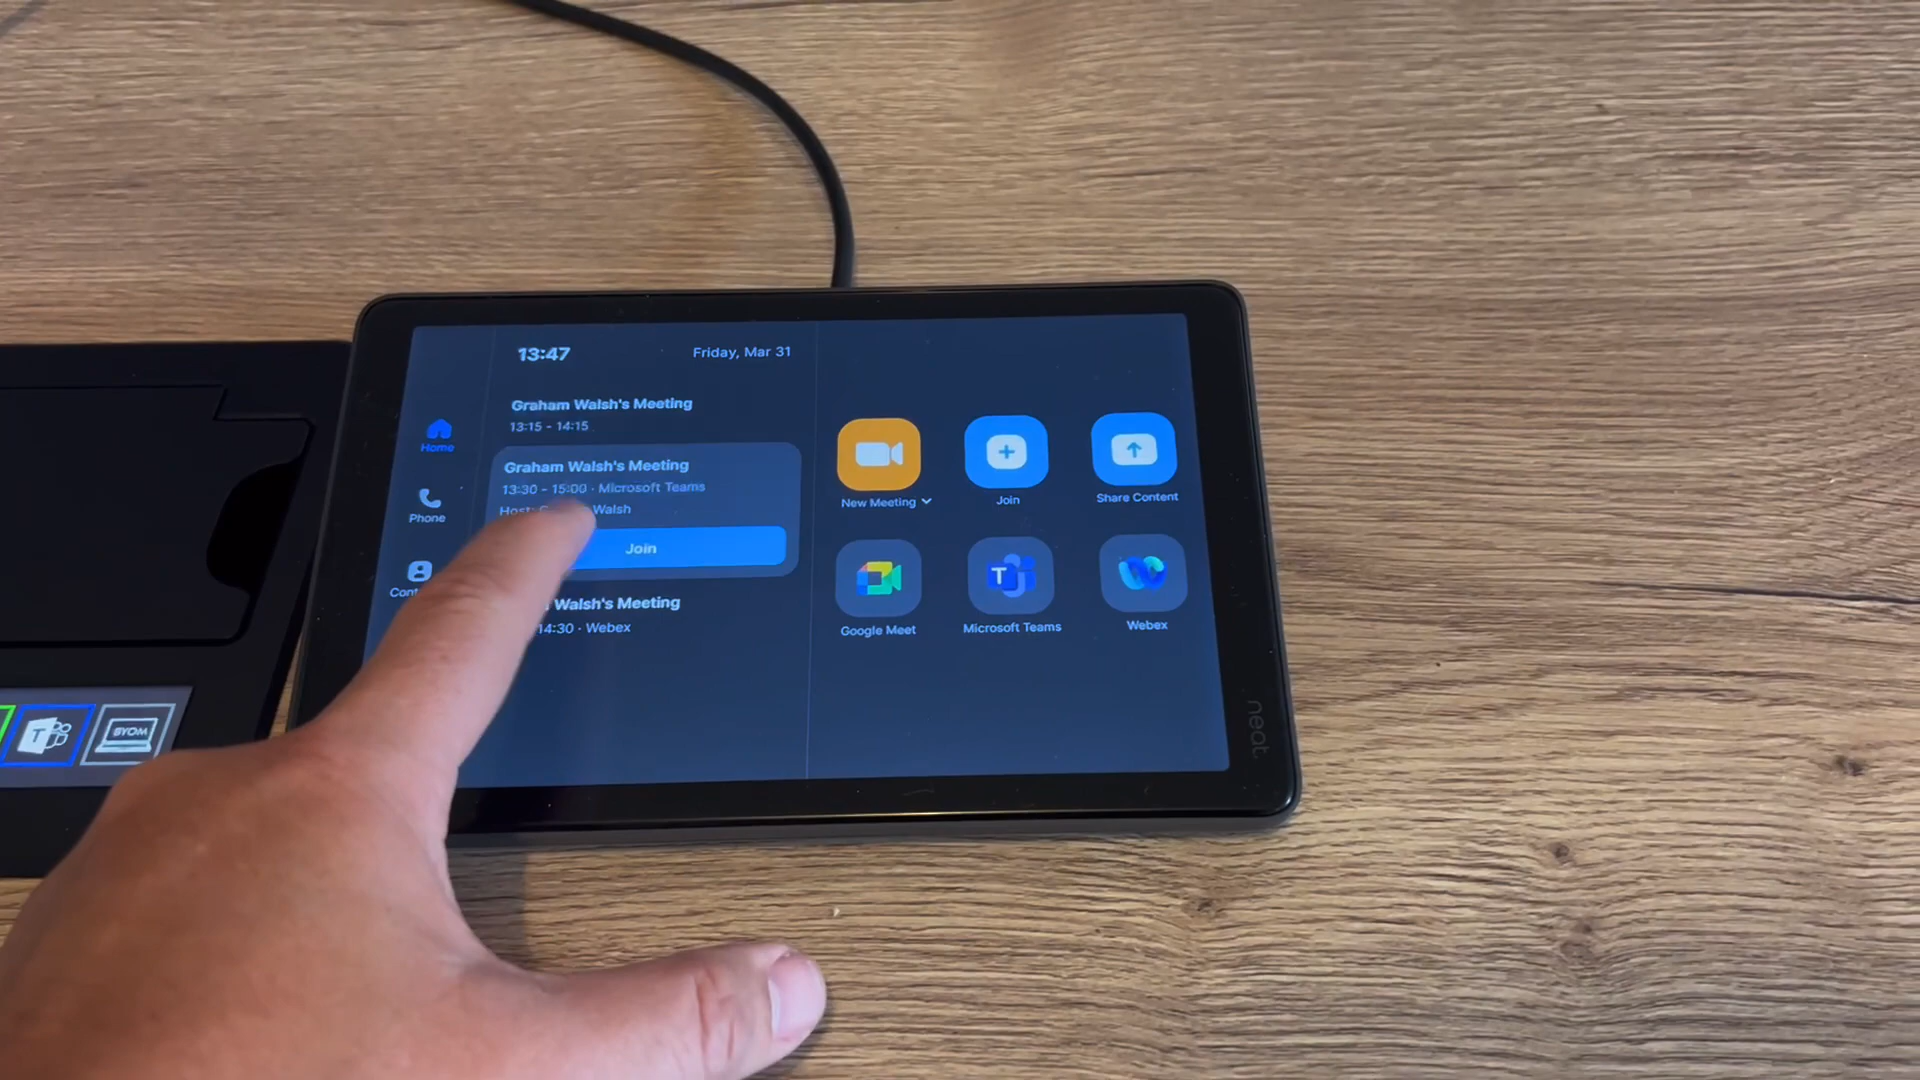 13:47
Friday, Mar 31
Graham Walsh's Meeting
13:15 - 14:15
Graham Walsh's Meeting
13:30 - 15:00 · Microsoft Teams
Host: Walsh
Join
Walsh's Meeting
14:30 · Webex
Home
Phone
Cont
New Meeting
Join
Share Content
Google Meet
T
Microsoft Teams
Webex
neat
T
BYOM